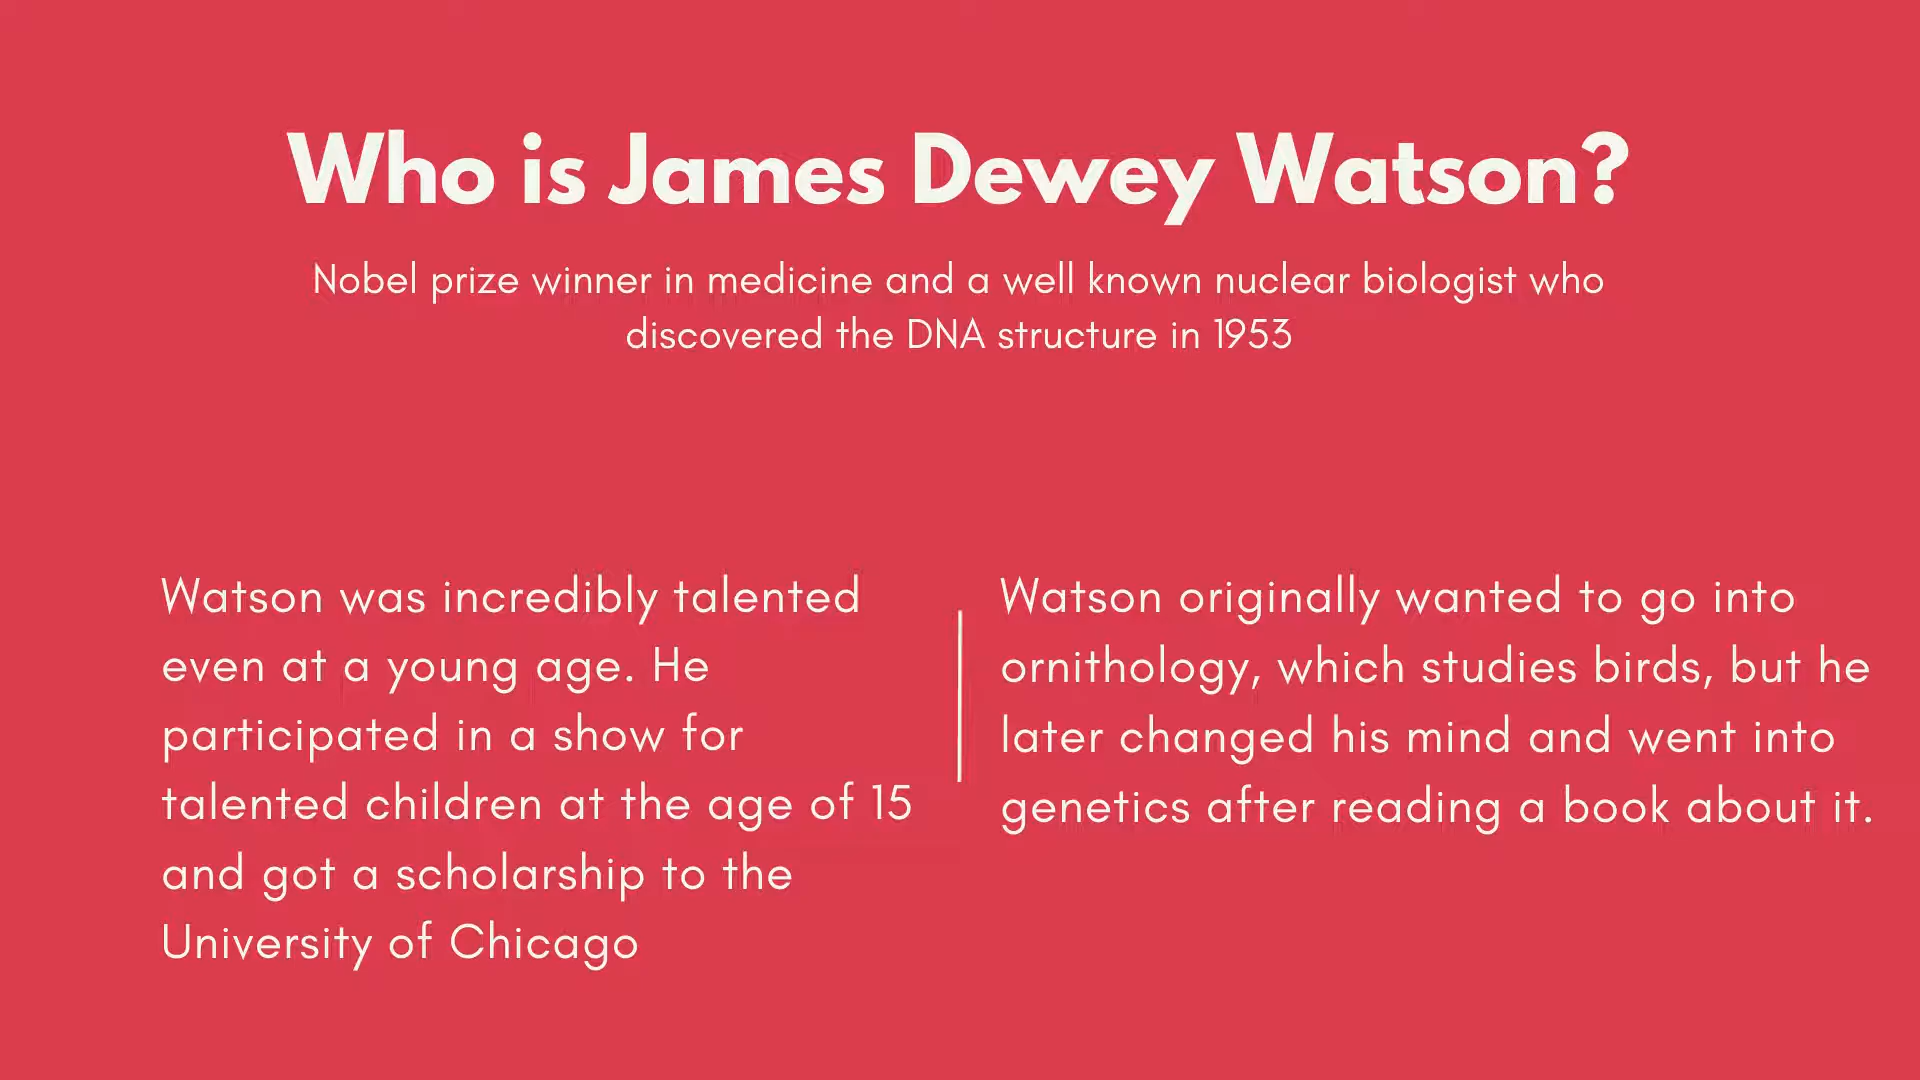 Who is James Dewey Watson?
Nobel prize winner in medicine and a well known nuclear biologist who
discovered the DNA structure in 1953
Watson was incredibly talented
even at a young age. He
participated in a show for
talented children at the age of 15
and got a scholarship to the
University of Chicago
Watson originally wanted to go into
ornithology, which studies birds, but he
later changed his mind and went into
genetics after reading a book about it.